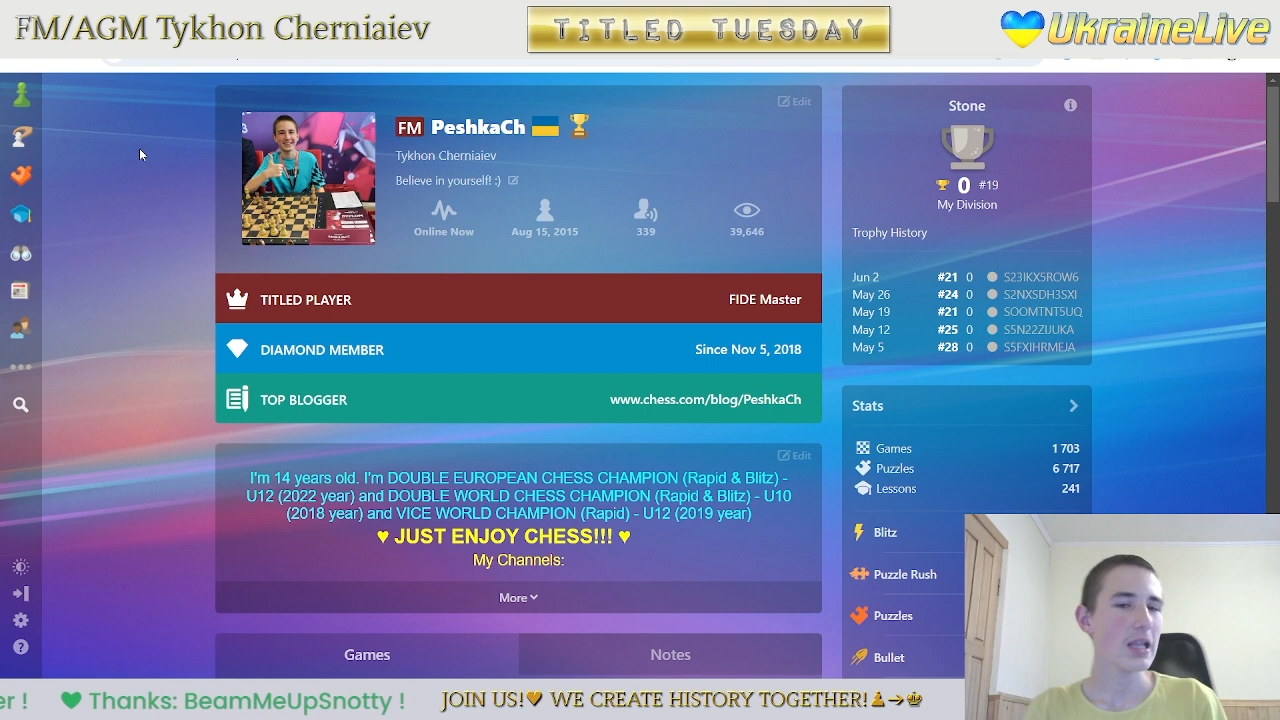 FM/AGM Tykhon Cherniaiev
TITLED TUESDAY
UkraineLive
Edit
FM PeshkaCh
Tykhon Cherniaiev
Believe in yourself! :)
Online Now
Aug 15, 2015
339
39,646
TITLED PLAYER
FIDE Master
DIAMOND MEMBER
Since Nov 5, 2018
TOP BLOGGER
www.chess.com/blog/PeshkaCh
Edit
I'm 14 years old. I'm DOUBLE EUROPEAN CHESS CHAMPION (Rapid & Blitz) -
U12 (2022 year) and DOUBLE WORLD CHESS CHAMPION (Rapid & Blitz) - U10
(2018 year) and VICE WORLD CHAMPION (Rapid) - U12 (2019 year)
♥ JUST ENJOY CHESS!!! ♥
My Channels:
More
Games
Notes
Stone
0 #19
My Division
Trophy History
Jun 2 #21 0 S23IKX5ROW6
May 26 #24 0 S2NXSDH3SXI
May 19 #21 0 SOOMTNT5UQ
May 12 #25 0 S5N22ZIJUKA
May 5 #28 0 S5FXIHRMEJA
Stats
Games 1 703
Puzzles 6 717
Lessons 241
Blitz
Puzzle Rush
Puzzles
Bullet
er ! Thanks: BeamMeUpSnotty !
JOIN US!♥ WE CREATE HISTORY TOGETHER!♟→♚